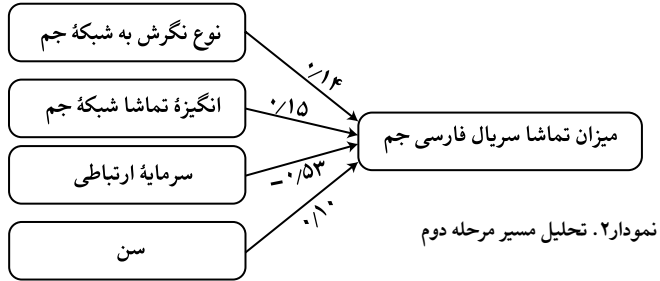 نوع نگرش به شبکهٔ جم
۰/۱۴
انگیزهٔ تماشا شبکهٔ جم
۰/۱۵
میزان تماشا سریال فارسی جم
سرمایهٔ ارتباطی
-۰/۵۳
سن
۰/۱۰
نمودار۲. تحلیل مسیر مرحله دوم